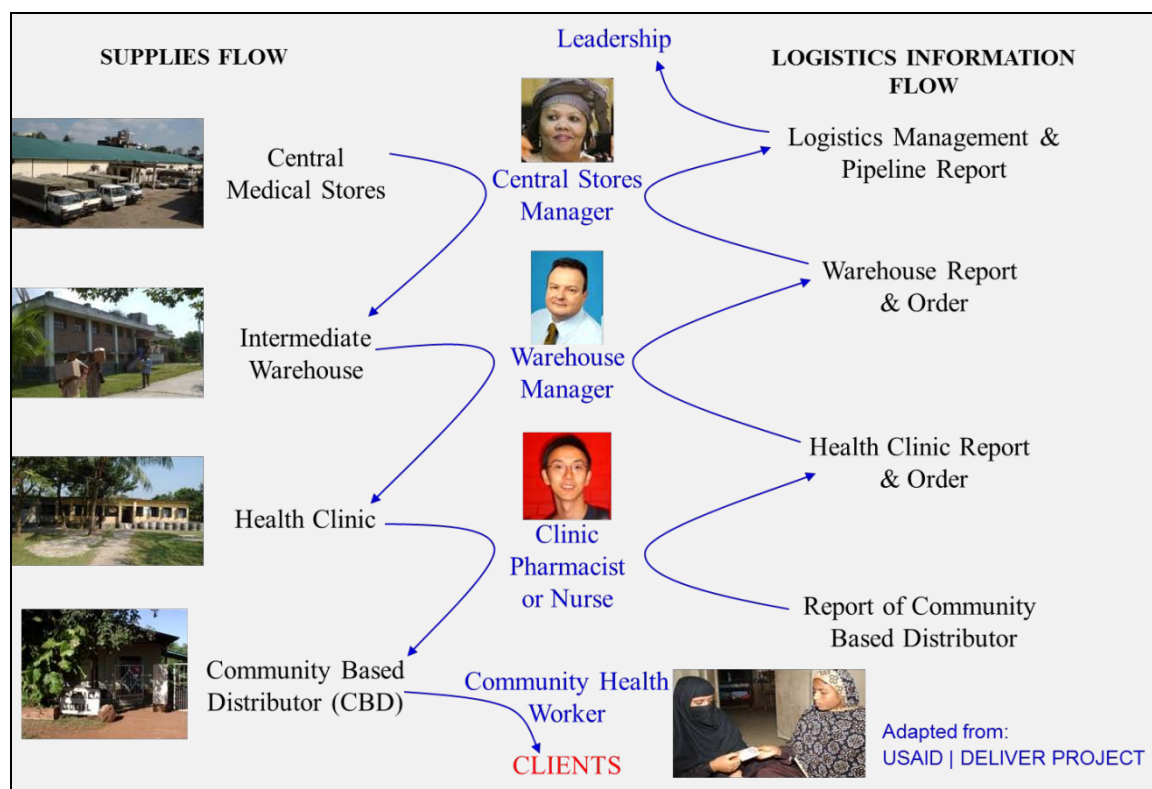 SUPPLIES FLOW
Central
Medical Stores
Intermediate
Warehouse
Health Clinic
Community Based
Distributor (CBD)
Leadership
Central Stores
Manager
Warehouse
Manager
Clinic
Pharmacist
or Nurse
Community Health
Worker
CLIENTS
LOGISTICS INFORMATION
FLOW
Logistics Management &
Pipeline Report
Warehouse Report
& Order
Health Clinic Report
& Order
Report of Community
Based Distributor
Adapted from:
USAID | DELIVER PROJECT